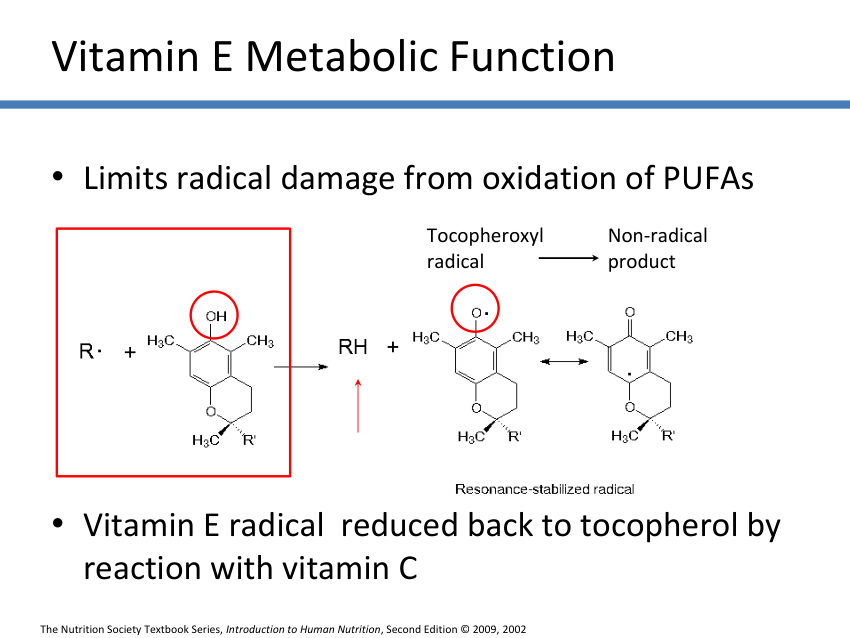 Vitamin E Metabolic Function
• Limits radical damage from oxidation of PUFAs
Tocopheroxyl Non-radical
radical product
OH O· O
H₃C CH₃ H₃C CH₃ H₃C CH₃
R· + RH +
·
O O O
H₃C R' H₃C R' H₃C R'
Resonance-stabilized radical
• Vitamin E radical  reduced back to tocopherol by
reaction with vitamin C
The Nutrition Society Textbook Series, Introduction to Human Nutrition, Second Edition © 2009, 2002